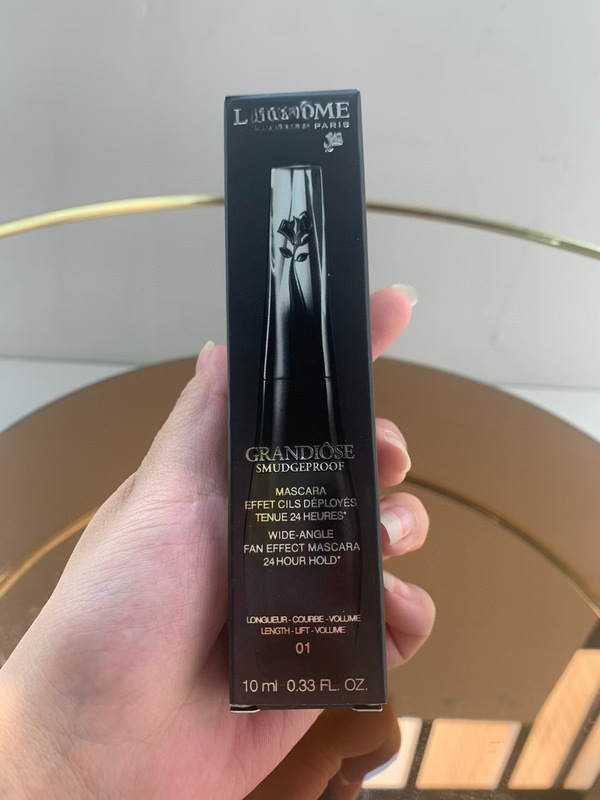 PARIS
GRANDIÔSE
SMUDGEPROOF
MASCARA
EFFET CILS DÉPLOYÉS
TENUE 24 HEURES*
WIDE-ANGLE
FAN EFFECT MASCARA
24 HOUR HOLD*
LONGUEUR - COURBE - VOLUME
LENGTH - LIFT - VOLUME
01
10 ml 0.33 FL. OZ.